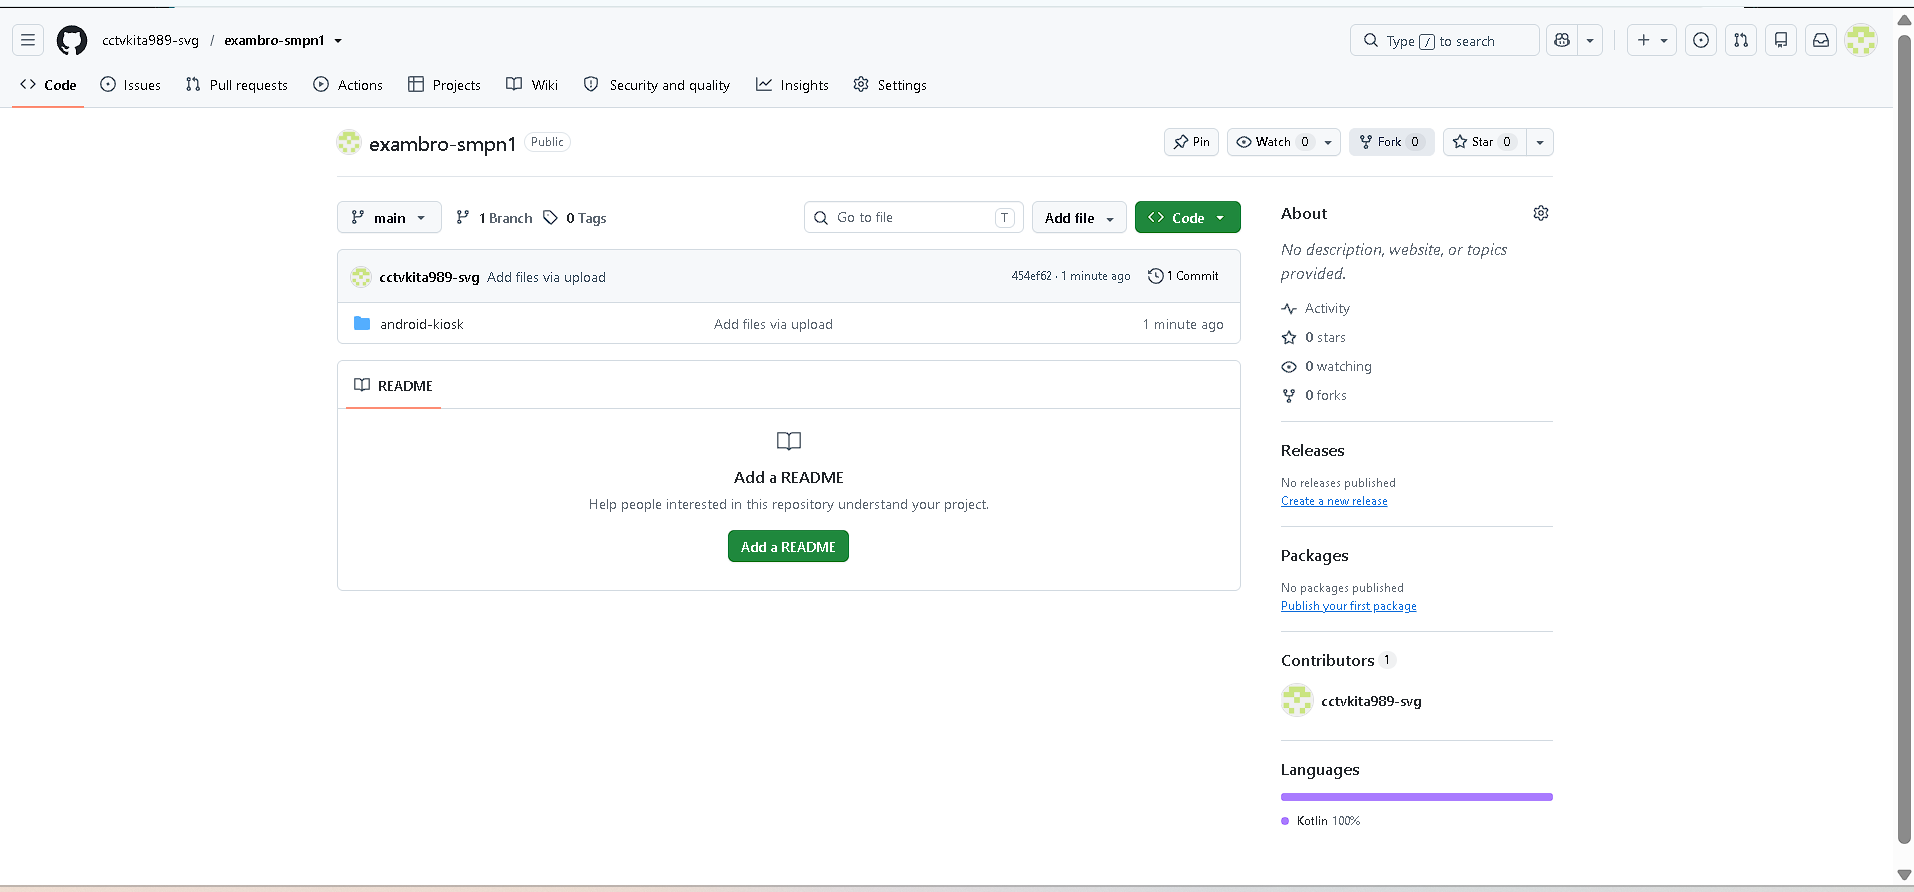 cctvkita989-svg / exambro-smpn1
Type / to search
Code
Issues
Pull requests
Actions
Projects
Wiki
Security and quality
Insights
Settings
exambro-smpn1 Public
Pin
Watch 0
Fork 0
Star 0
main
1 Branch
0 Tags
Go to file T
Add file
Code
cctvkita989-svg Add files via upload
454ef62 · 1 minute ago
1 Commit
android-kiosk
Add files via upload
1 minute ago
README
Add a README
Help people interested in this repository understand your project.
Add a README
About
No description, website, or topics
provided.
Activity
0 stars
0 watching
0 forks
Releases
No releases published
Create a new release
Packages
No packages published
Publish your first package
Contributors 1
cctvkita989-svg
Languages
Kotlin 100%